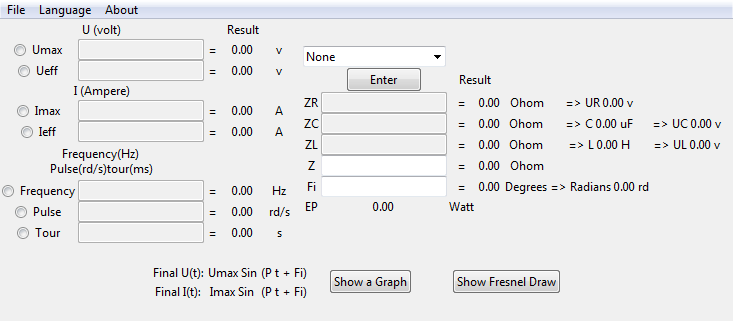 File Language About
U (volt) Result
Umax = 0.00 v
None
Ueff = 0.00 v
Enter Result
I (Ampere)
Imax = 0.00 A
Ieff = 0.00 A
ZR = 0.00 Ohom => UR 0.00 v
ZC = 0.00 Ohom => C 0.00 uF => UC 0.00 v
ZL = 0.00 Ohom => L 0.00 H => UL 0.00 v
Z = 0.00 Ohom
Fi = 0.00 Degrees => Radians 0.00 rd
EP 0.00 Watt
Frequency(Hz)
Pulse(rd/s)tour(ms)
Frequency = 0.00 Hz
Pulse = 0.00 rd/s
Tour = 0.00 s
Final U(t): Umax Sin (P t + Fi)
Final I(t): Imax Sin (P t + Fi)
Show a Graph Show Fresnel Draw